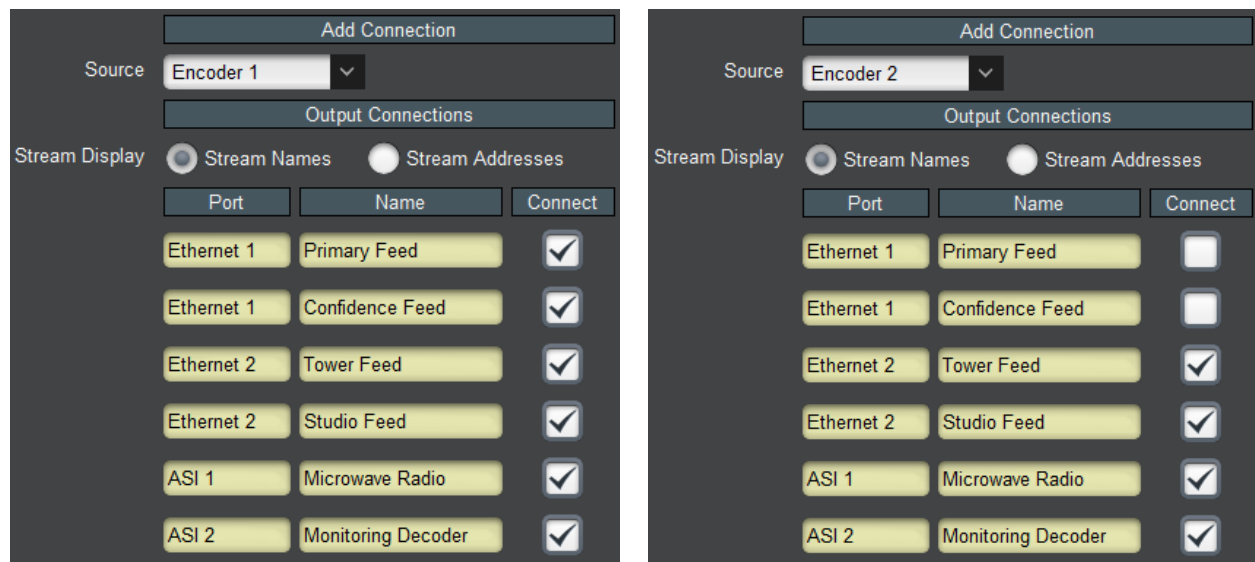 Add Connection
Source Encoder 1
Output Connections
Stream Display Stream Names Stream Addresses
Port Name Connect
Ethernet 1 Primary Feed
Ethernet 1 Confidence Feed
Ethernet 2 Tower Feed
Ethernet 2 Studio Feed
ASI 1 Microwave Radio
ASI 2 Monitoring Decoder
Add Connection
Source Encoder 2
Output Connections
Stream Display Stream Names Stream Addresses
Port Name Connect
Ethernet 1 Primary Feed
Ethernet 1 Confidence Feed
Ethernet 2 Tower Feed
Ethernet 2 Studio Feed
ASI 1 Microwave Radio
ASI 2 Monitoring Decoder